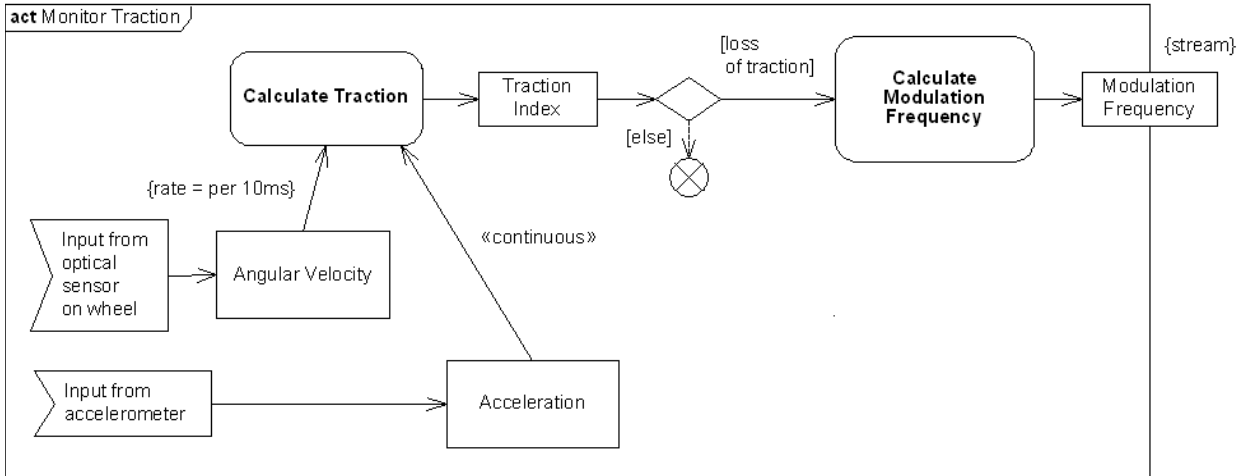 act Monitor Traction
{stream}
[loss
of traction]
Calculate Traction
Traction
Index
Calculate
Modulation
Frequency
Modulation
Frequency
[else]
{rate = per 10ms}
Input from
optical
sensor
on wheel
Angular Velocity
«continuous»
Input from
accelerometer
Acceleration